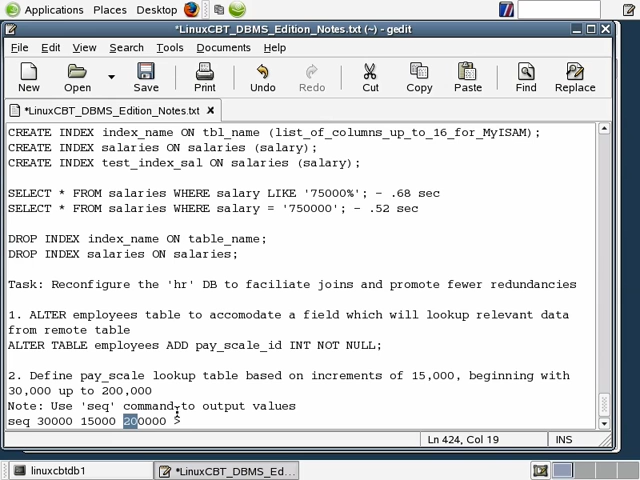 Applications Places Desktop
*LinuxCBT_DBMS_Edition_Notes.txt (~) - gedit
File Edit View Search Tools Documents Help
New Open Save Print Undo Redo Cut Copy Paste Find Replace
*LinuxCBT_DBMS_Edition_Notes.txt x
CREATE INDEX index_name ON tbl_name (list_of_columns_up_to_16_for_MyISAM);
CREATE INDEX salaries ON salaries (salary);
CREATE INDEX test_index_sal ON salaries (salary);
SELECT * FROM salaries WHERE salary LIKE '75000%'; - .68 sec
SELECT * FROM salaries WHERE salary = '750000'; - .52 sec
DROP INDEX index_name ON table_name;
DROP INDEX salaries ON salaries;
Task: Reconfigure the 'hr' DB to faciliate joins and promote fewer redundancies
1. ALTER employees table to accomodate a field which will lookup relevant data
from remote table
ALTER TABLE employees ADD pay_scale_id INT NOT NULL;
2. Define pay_scale lookup table based on increments of 15,000, beginning with
30,000 up to 200,000
Note: Use 'seq' command to output values
seq 30000 15000 200000 >
Ln 424, Col 19 INS
linuxcbtdb1 *LinuxCBT_DBMS_Ed...